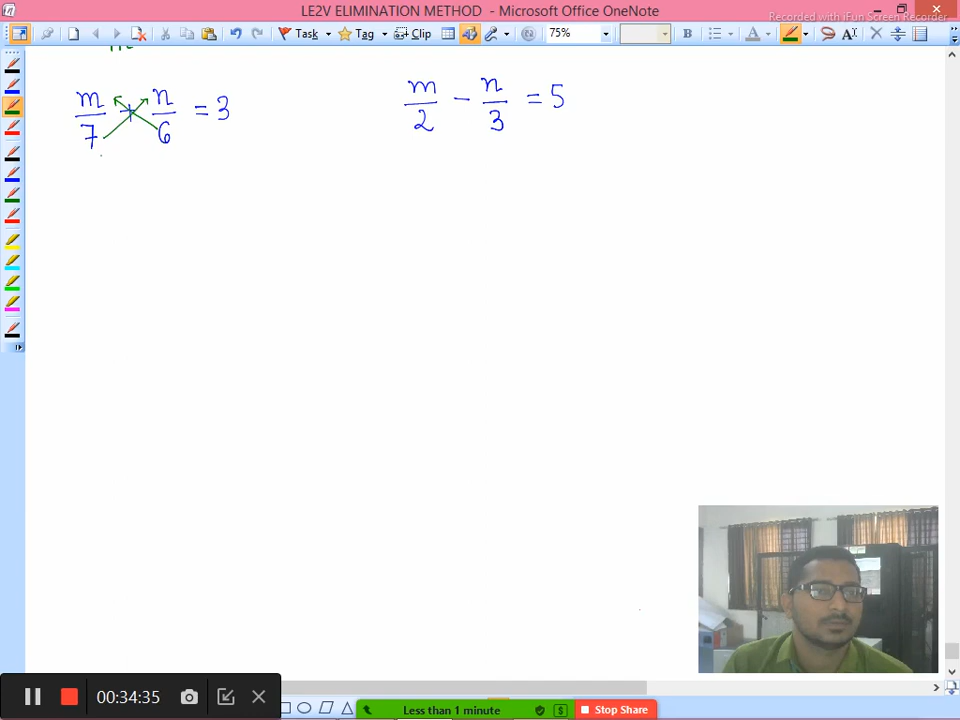 LE2V ELIMINATION METHOD - Microsoft Office OneNote
Recorded with iFun Screen Recorder
Task Tag Clip 75% B A A
m/7 + n/6 = 3
m/2 - n/3 = 5
00:34:35
Less than 1 minute $ Stop Share